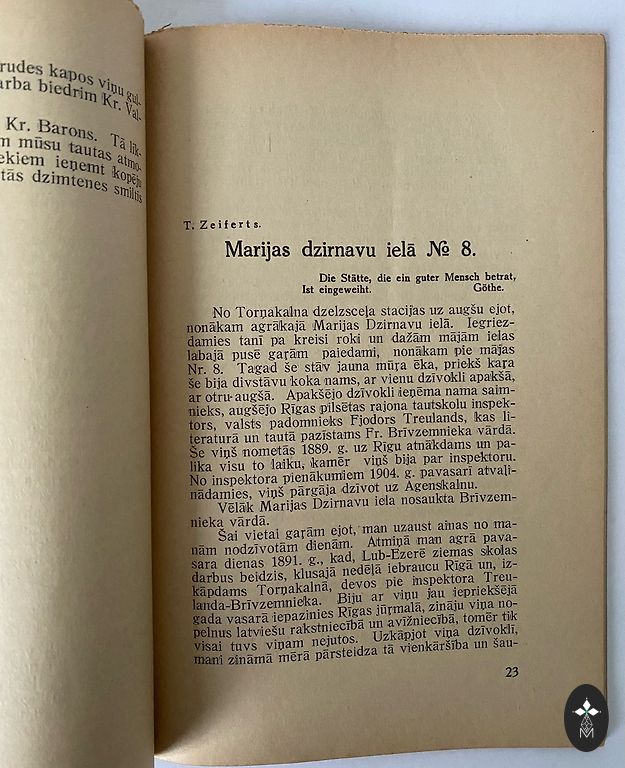 rudes kapos viņu gul-
arba biedrim Kr. Val-
Kr. Barons. Tā lik-
m mūsu tautas atmo-
ekiem ieņemt kopēju
tās dzimtenes smiltis
T. Zeiferts.
Marijas dzirnavu ielā № 8.
Die Stätte, die ein guter Mensch betrat,
Ist eingeweiht. Göthe.
No Torņakalna dzelzsceļa stacijas uz augšu ejot,
nonākam agrākajā Marijas Dzirnavu ielā. Iegriez-
damies tanī pa kreisi roki un dažām mājām ielas
labajā pusē garām paiedami, nonākam pie mājas
Nr. 8. Tagad še stāv jauna mūra ēka, priekš kara
še bija divstāvu koka nams, ar vienu dzīvokli apakšā,
ar otru augšā. Apakšējo dzīvokli ieņēma nama saim-
nieks, augšējo Rīgas pilsētas rajona tautskolu inspek-
tors, valsts padomnieks Fjodors Treulands, kas li-
teraturā un tautā pazīstams Fr. Brīvzemnieka vārdā.
Še viņš nometās 1889. g. uz Rīgu atnākdams un pa-
lika visu to laiku, kamēr viņš bija par inspektoru.
No inspektora pienākumiem 1904. g. pavasarī atvaļi-
nādamies, viņš pārgāja dzīvot uz Agenskalnu.
Vēlāk Marijas Dzirnavu iela nosaukta Brīvzem-
nieka vārdā.
Šai vietai garām ejot, man uzaust ainas no ma-
nām nodzīvotām dienām. Atmiņā man agrā pava-
sara dienas 1891. g., kad, Lub-Ezerē ziemas skolas
darbus beidzis, klusajā nedēļā iebraucu Rīgā un, iz-
kāpdams Torņakalnā, devos pie inspektora Treu-
landa-Brīvzemnieka. Biju ar viņu jau iepriekšējā
gada vasarā iepazinies Rīgas jūrmalā, zināju viņa no-
pelnus latviešu rakstniecībā un avīžniecībā, tomēr tik
visai tuvs viņam nejutos. Uzkāpjot viņa dzīvoklī,
mani zināmā mērā pārsteidza tā vienkāršība un šau-
23
M